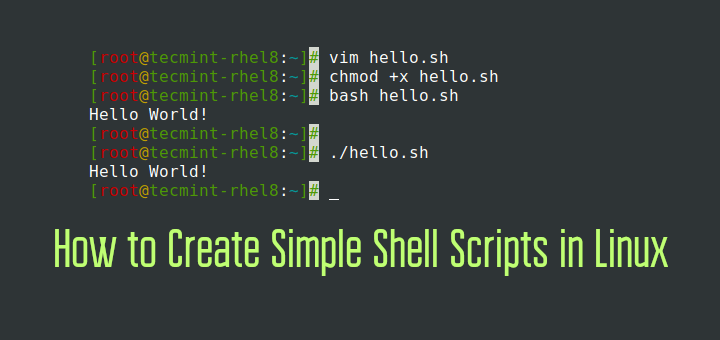 [root@tecmint-rhel8:~]# vim hello.sh
[root@tecmint-rhel8:~]# chmod +x hello.sh
[root@tecmint-rhel8:~]# bash hello.sh
Hello World!
[root@tecmint-rhel8:~]#
[root@tecmint-rhel8:~]# ./hello.sh
Hello World!
[root@tecmint-rhel8:~]# _
How to Create Simple Shell Scripts in Linux